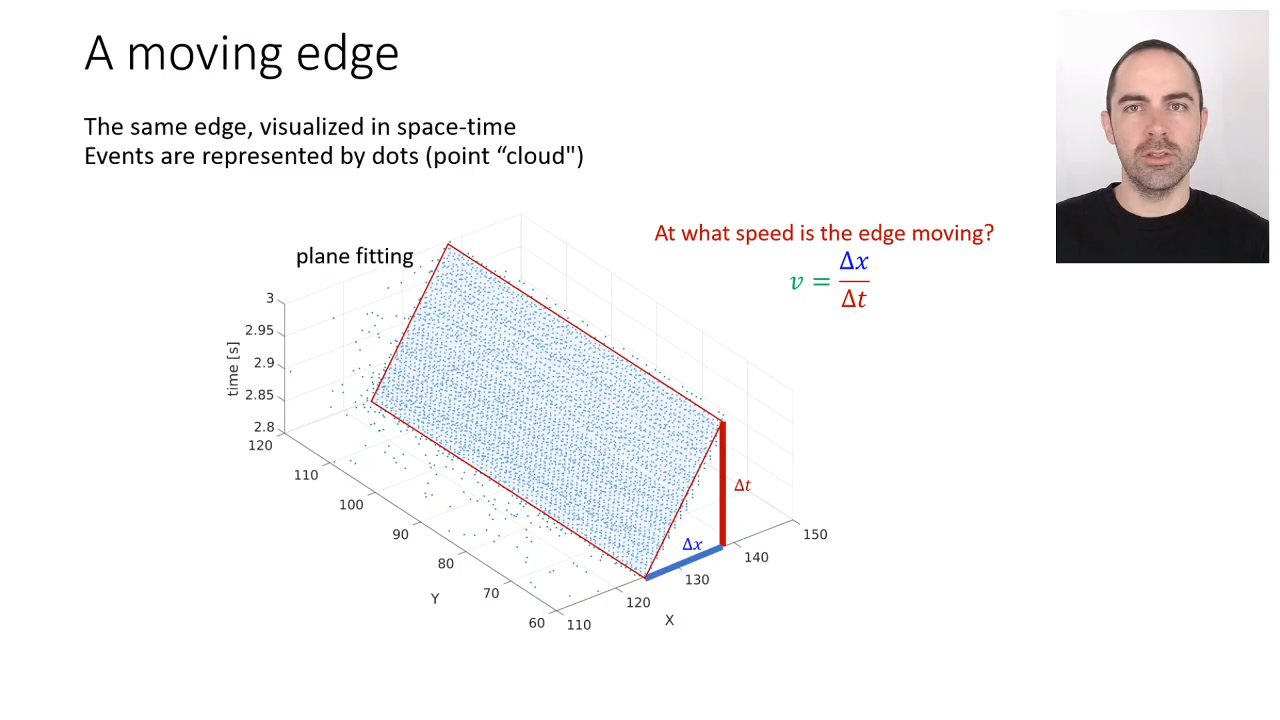 A moving edge
The same edge, visualized in space-time
Events are represented by dots (point “cloud")
At what speed is the edge moving?
v = Δx
Δt
plane fitting
3
2.95
2.9
2.85
2.8
time [s]
120
110
100
90
80
70
60
Y
110
120
130
140
150
X
Δx
Δt